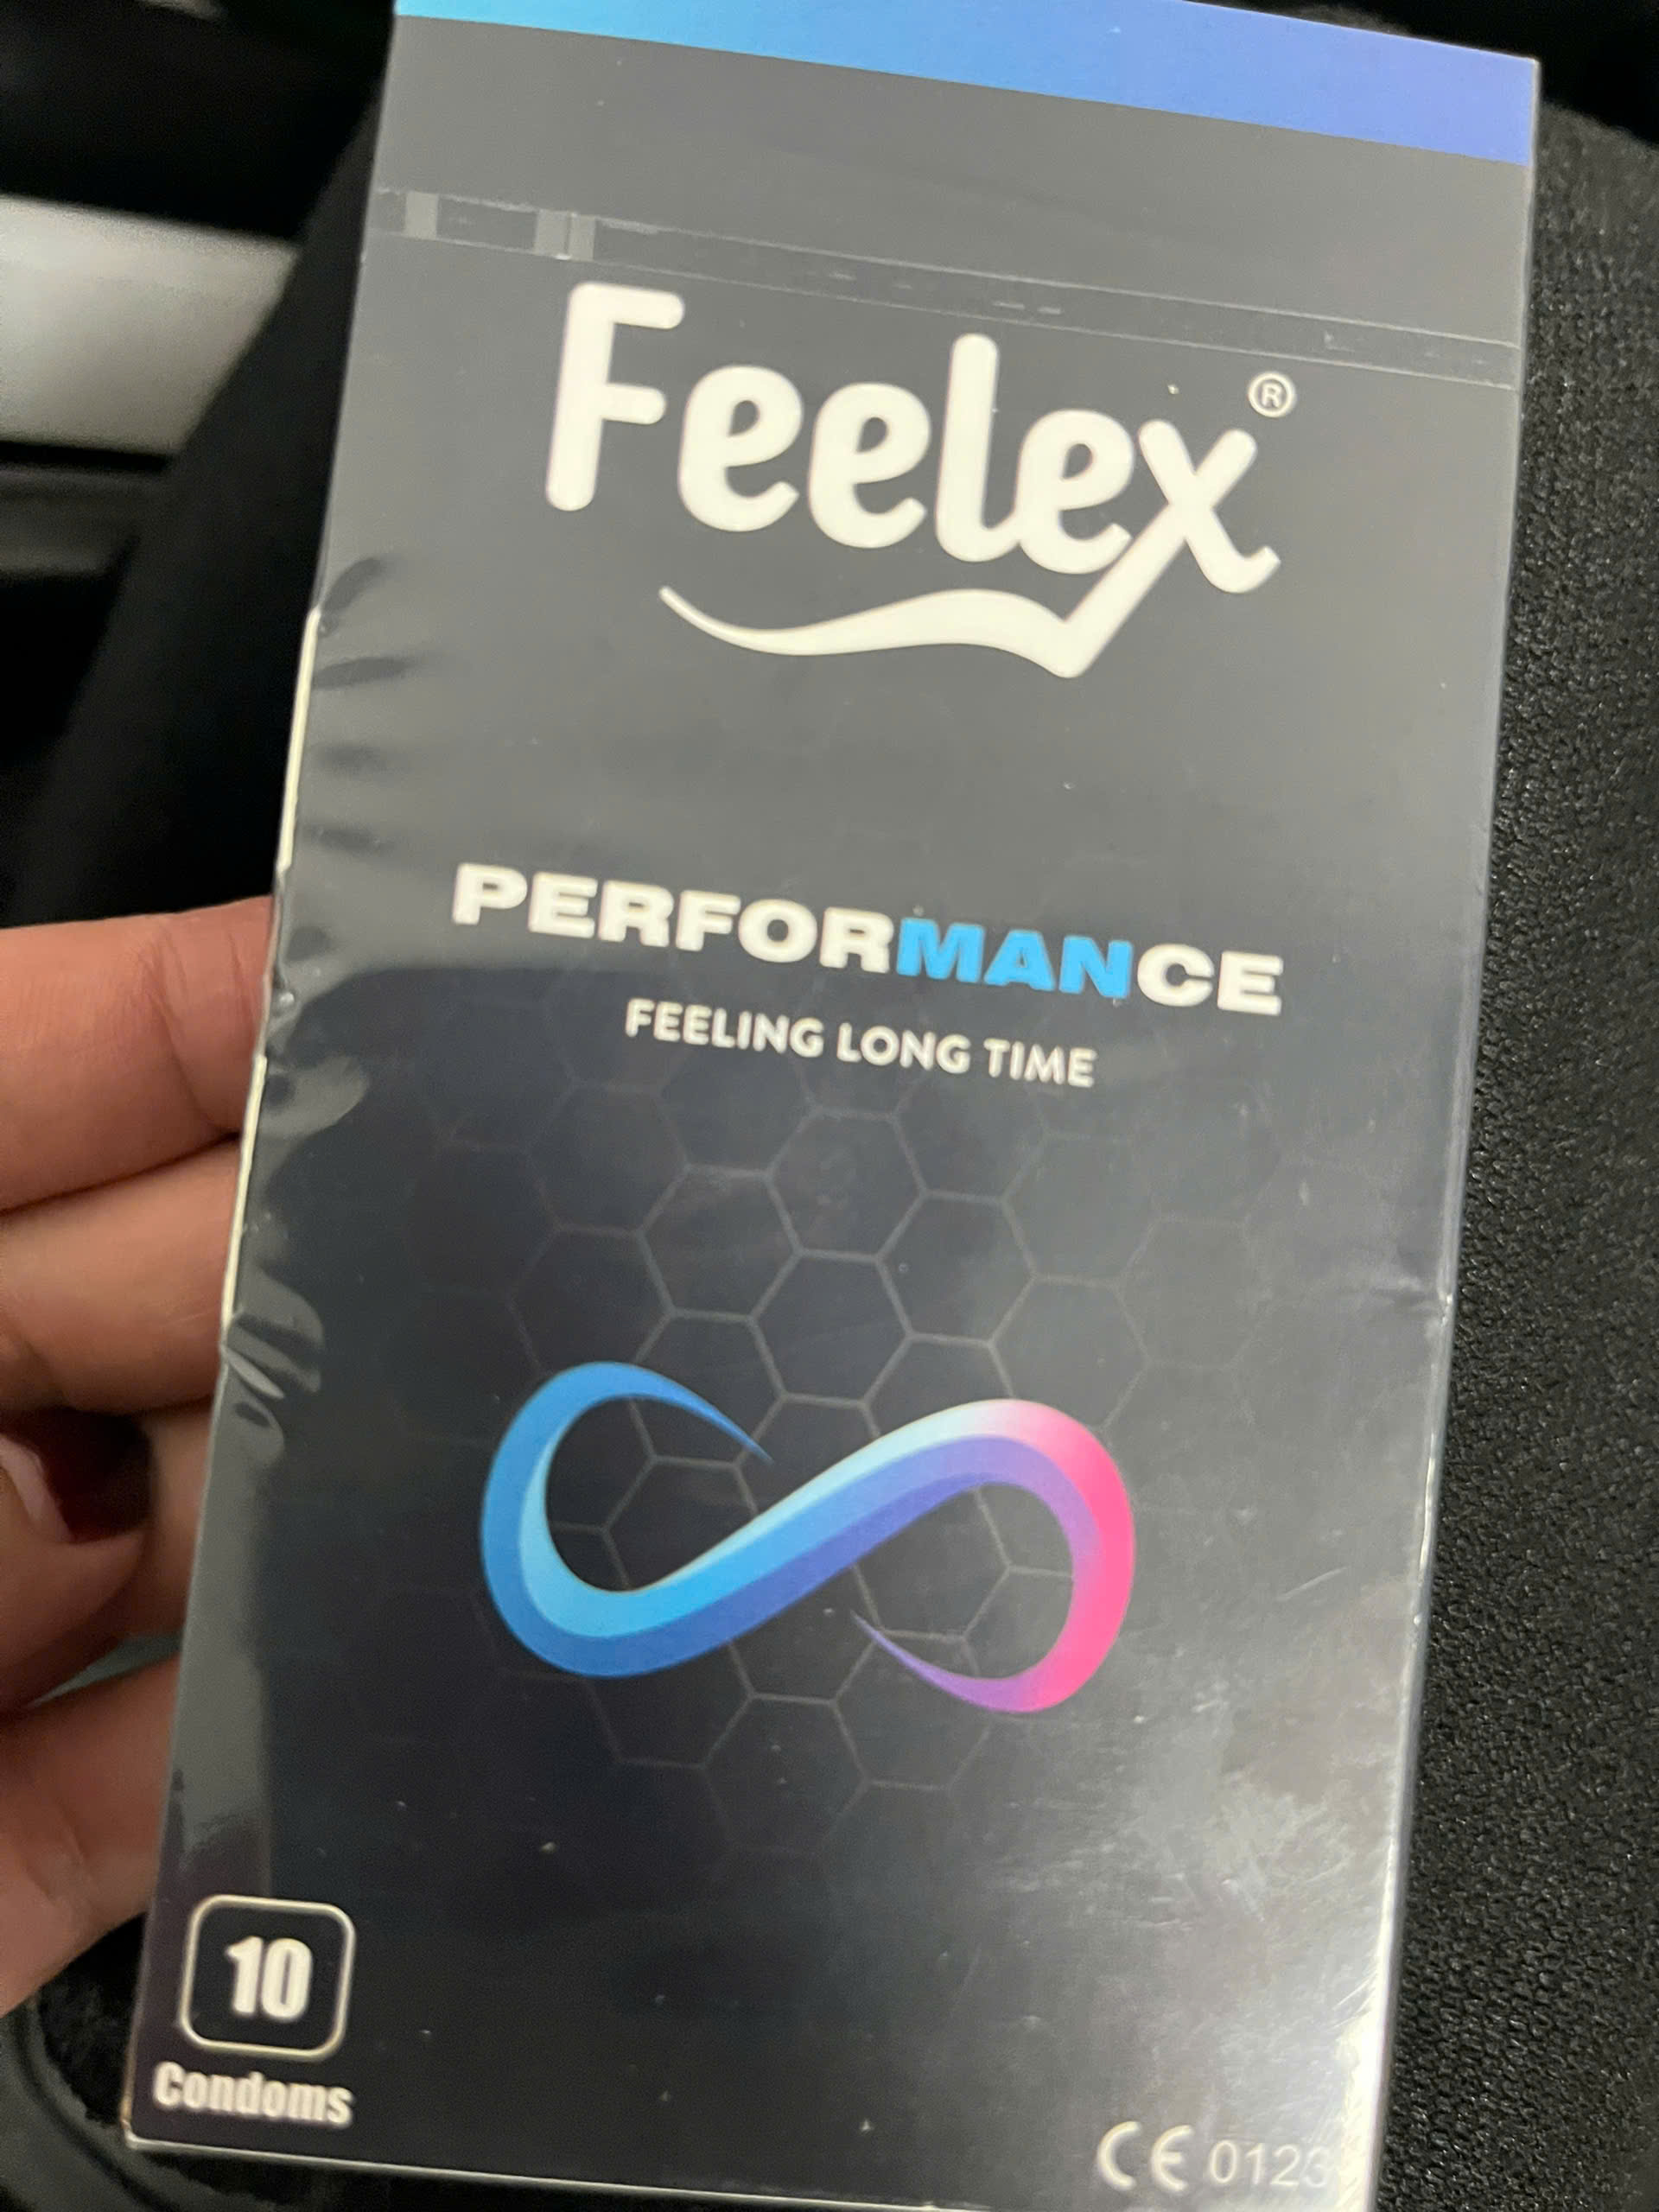 Feelex®
PERFORMANCE
FEELING LONG TIME
10
Condoms
CE 0123